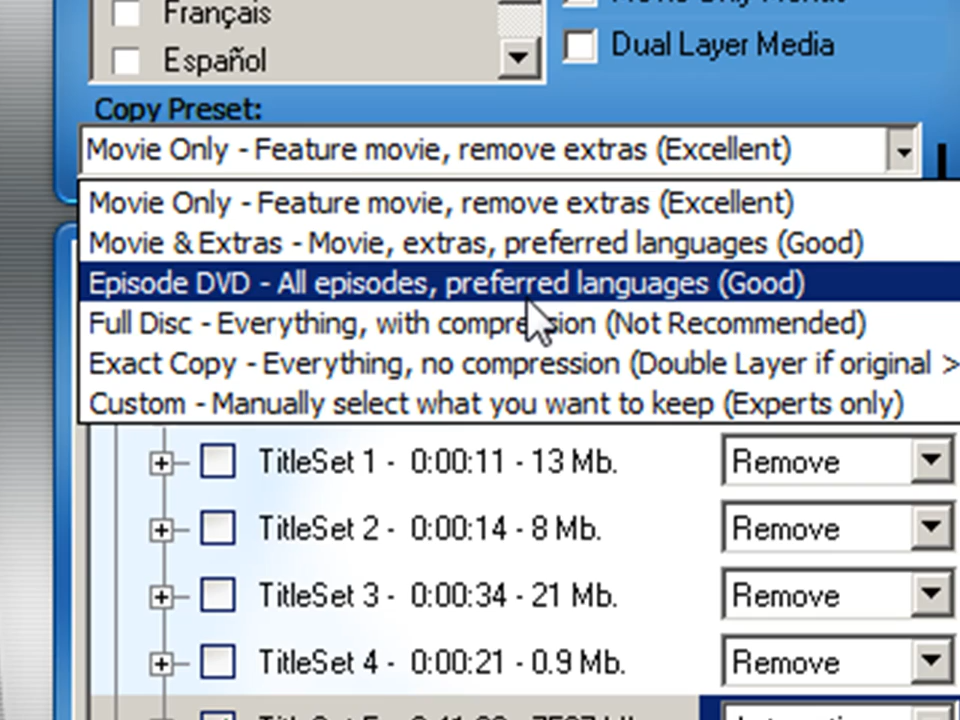 Français
Español
Dual Layer Media
Copy Preset:
Movie Only - Feature movie, remove extras (Excellent)
Movie Only - Feature movie, remove extras (Excellent)
Movie & Extras - Movie, extras, preferred languages (Good)
Episode DVD - All episodes, preferred languages (Good)
Full Disc - Everything, with compression (Not Recommended)
Exact Copy - Everything, no compression (Double Layer if original >
Custom - Manually select what you want to keep (Experts only)
TitleSet 1 - 0:00:11 - 13 Mb. Remove
TitleSet 2 - 0:00:14 - 8 Mb. Remove
TitleSet 3 - 0:00:34 - 21 Mb. Remove
TitleSet 4 - 0:00:21 - 0.9 Mb. Remove